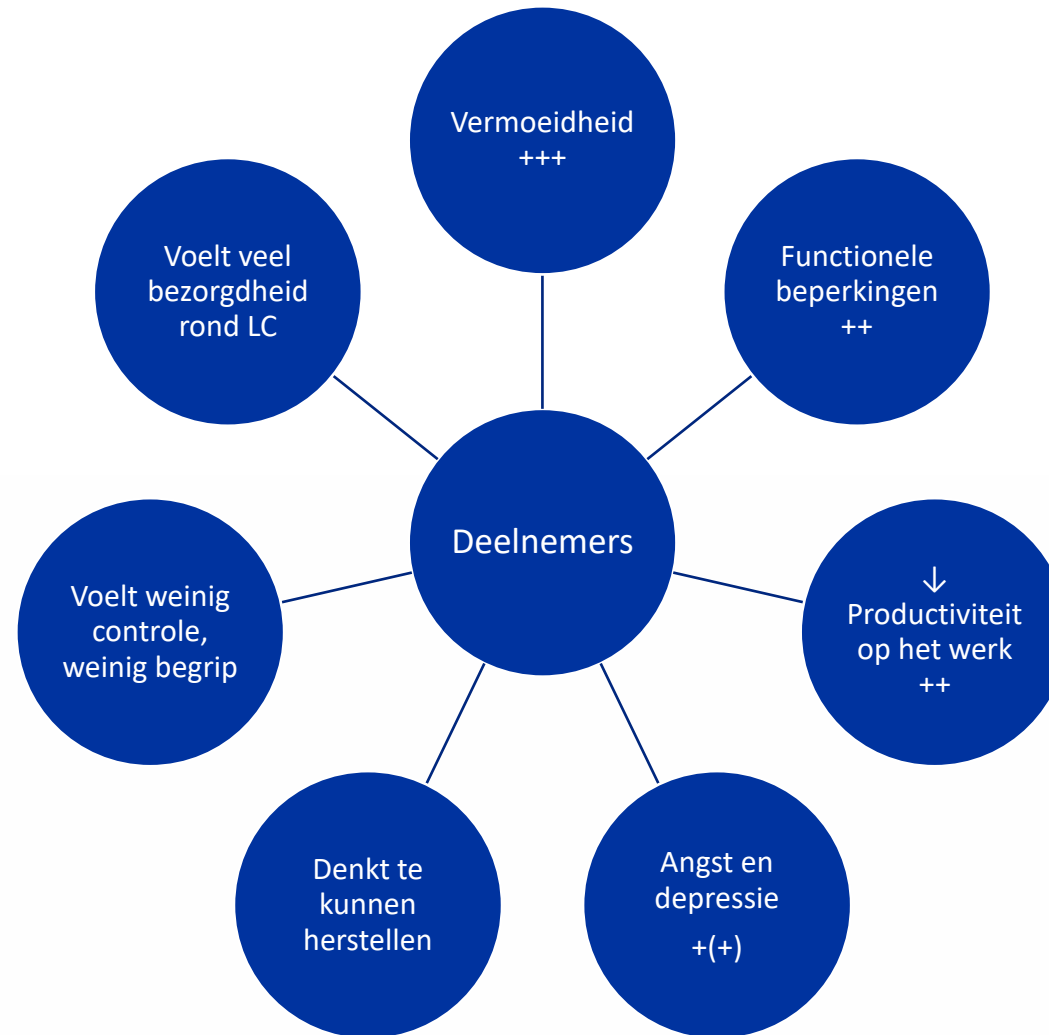 Vermoeidheid
+++
Functionele
beperkingen
++
↓
Productiviteit
op het werk
++
Angst en
depressie
+(+)
Denkt te
kunnen
herstellen
Voelt weinig
controle,
weinig begrip
Voelt veel
bezorgdheid
rond LC
Deelnemers